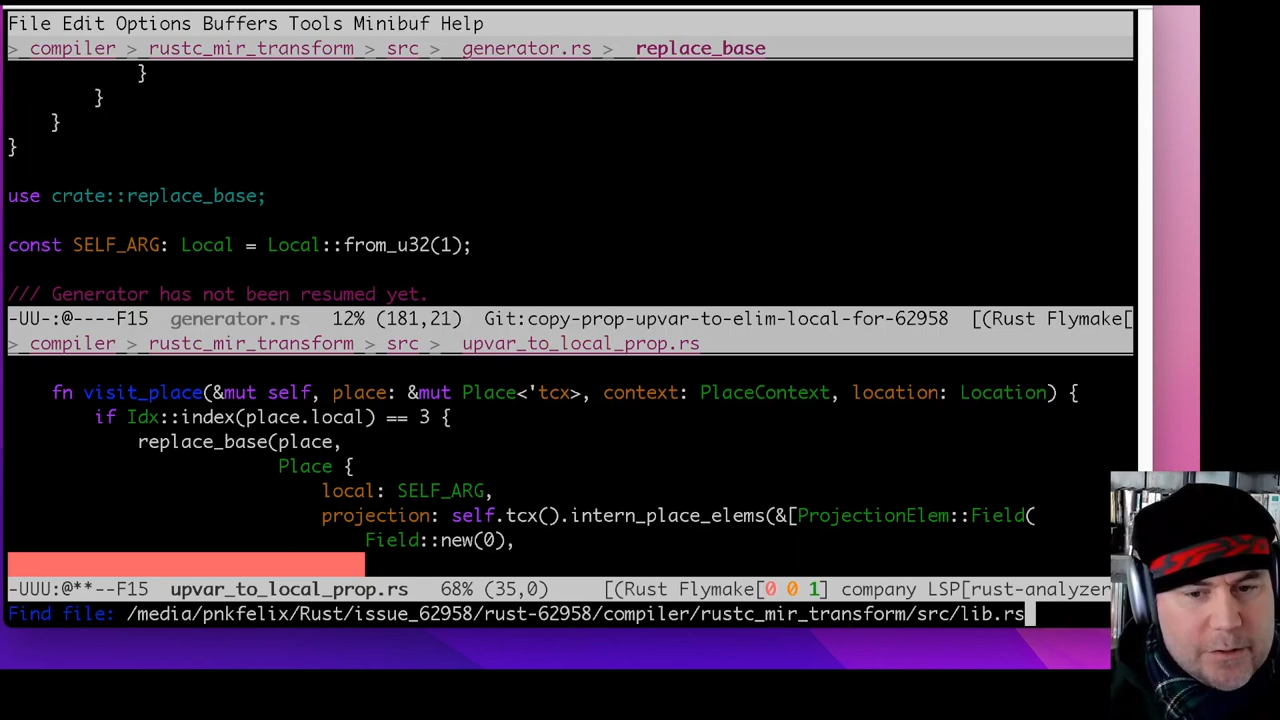 File Edit Options Buffers Tools Minibuf Help
> compiler > rustc_mir_transform > src > generator.rs > replace_base
}
}
}
}
use crate::replace_base;
const SELF_ARG: Local = Local::from_u32(1);
/// Generator has not been resumed yet.
-UU-:@----F15 generator.rs 12% (181,21) Git:copy-prop-upvar-to-elim-local-for-62958 [(Rust Flymake[
> compiler > rustc_mir_transform > src > upvar_to_local_prop.rs
fn visit_place(&mut self, place: &mut Place<'tcx>, context: PlaceContext, location: Location) {
if Idx::index(place.local) == 3 {
replace_base(place,
Place {
local: SELF_ARG,
projection: self.tcx().intern_place_elems(&[ProjectionElem::Field(
Field::new(0),
-UUU:@**--F15 upvar_to_local_prop.rs 68% (35,0) [(Rust Flymake[0 0 1] company LSP[rust-analyzer
Find file: /media/pnkfelix/Rust/issue_62958/rust-62958/compiler/rustc_mir_transform/src/lib.rs